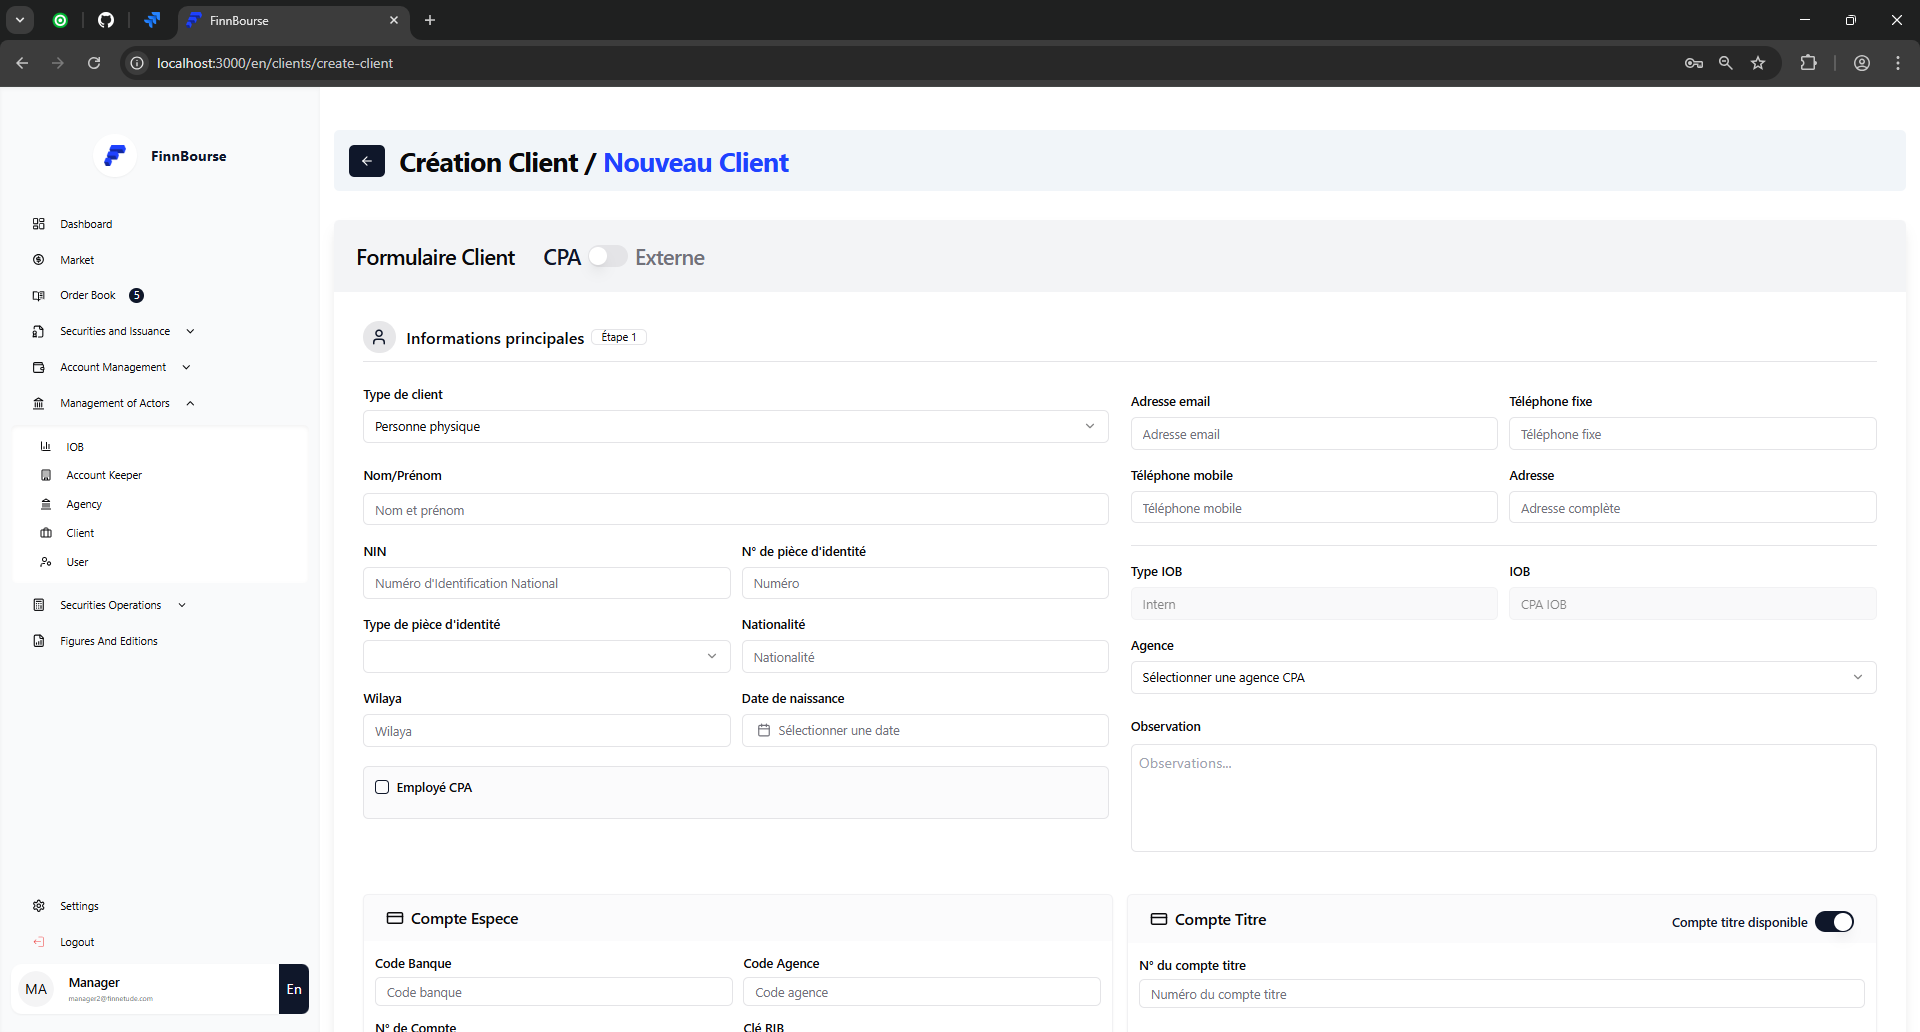 FinnBourse
localhost:3000/en/clients/create-client
FinnBourse
Dashboard
Market
Order Book 5
Securities and Issuance
Account Management
Management of Actors
IOB
Account Keeper
Agency
Client
User
Securities Operations
Figures And Editions
Settings
Logout
MA
Manager
manager2@finnetude.com
En
Création Client / Nouveau Client
Formulaire Client CPA Externe
Informations principales Étape 1
Type de client
Personne physique
Nom/Prénom
Nom et prénom
NIN
Numéro d'Identification National
N° de pièce d'identité
Numéro
Type de pièce d'identité
Nationalité
Nationalité
Wilaya
Wilaya
Date de naissance
Sélectionner une date
Employé CPA
Adresse email
Adresse email
Téléphone fixe
Téléphone fixe
Téléphone mobile
Téléphone mobile
Adresse
Adresse complète
Type IOB
Intern
IOB
CPA IOB
Agence
Sélectionner une agence CPA
Observation
Observations...
Compte Espece
Code Banque
Code banque
Code Agence
Code agence
N° de Compte
Clé RIB
Compte Titre
Compte titre disponible
N° du compte titre
Numéro du compte titre